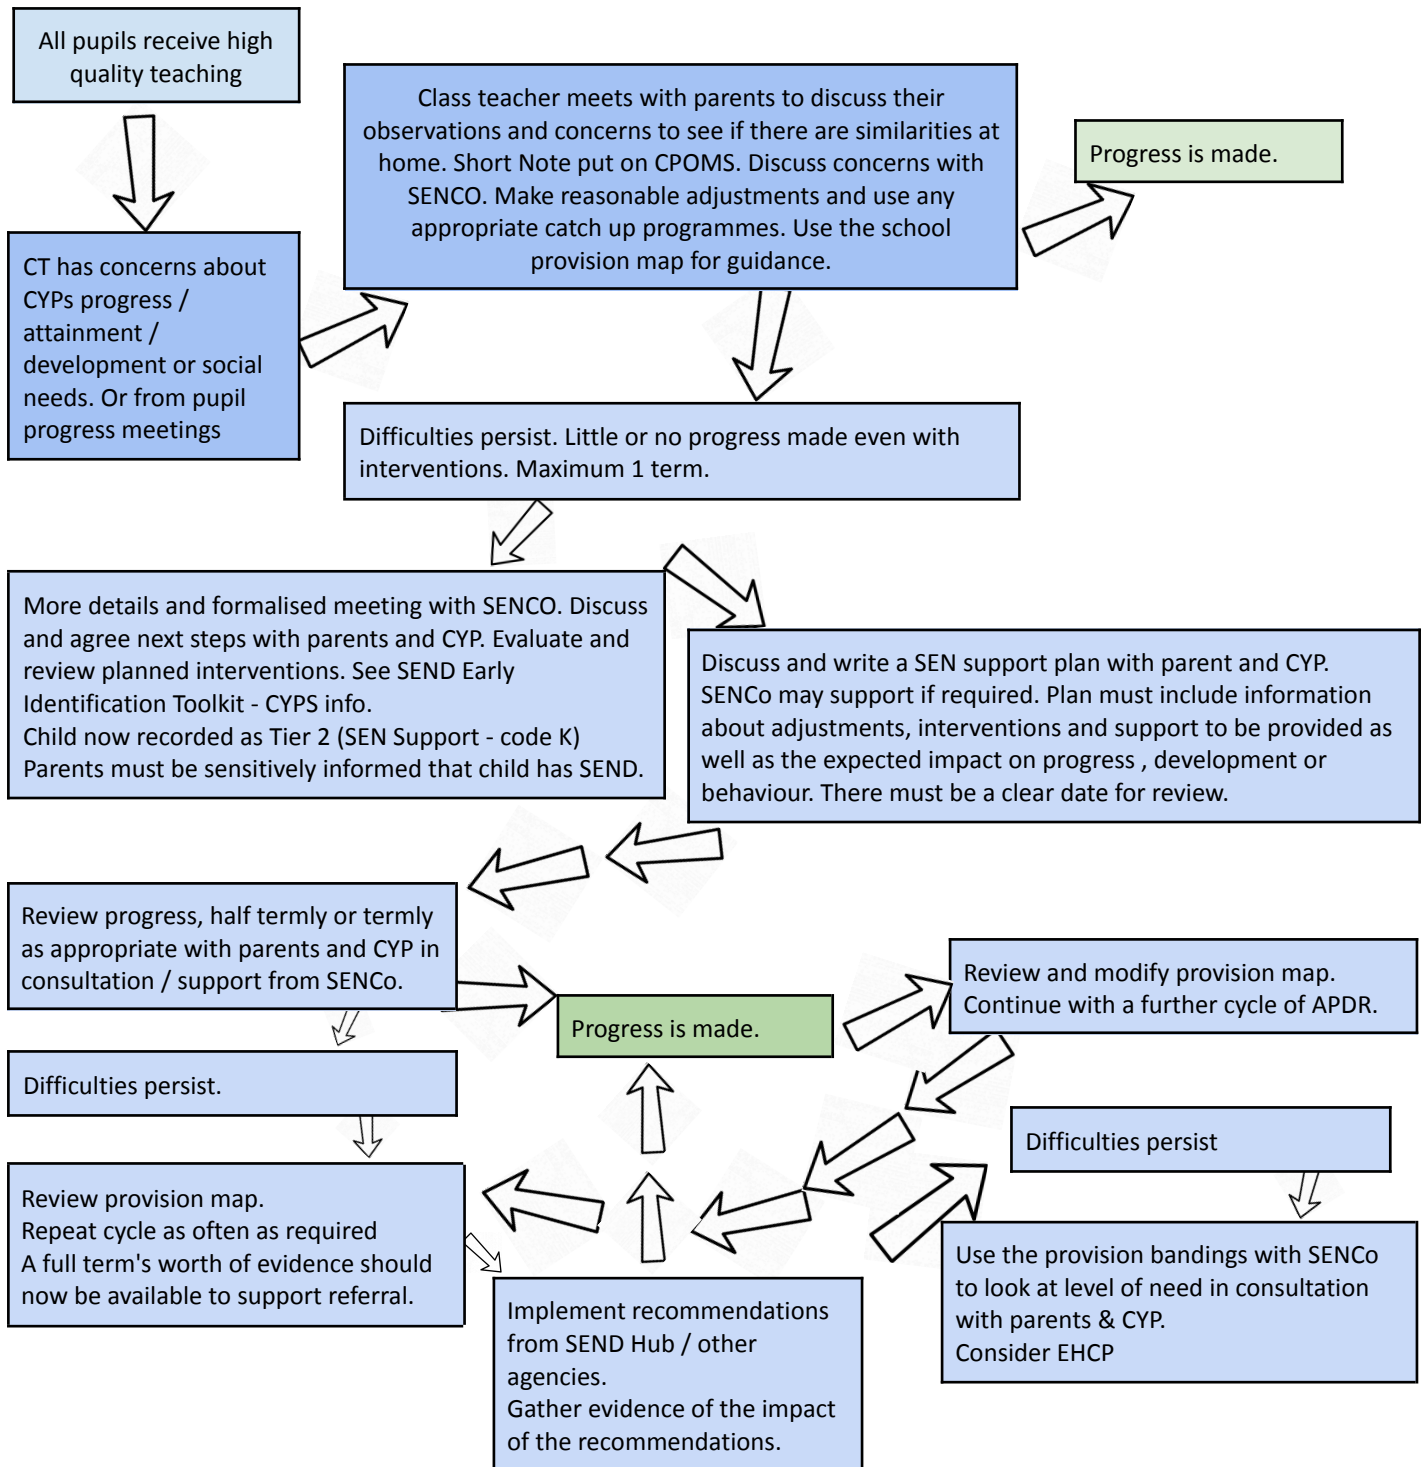 All pupils receive high
quality teaching
Class teacher meets with parents to discuss their
observations and concerns to see if there are similarities at
home. Short Note put on CPOMS. Discuss concerns with
SENCO. Make reasonable adjustments and use any
appropriate catch up programmes. Use the school
provision map for guidance.
Progress is made.
CT has concerns about
CYPs progress /
attainment /
development or social
needs. Or from pupil
progress meetings
Difficulties persist. Little or no progress made even with
interventions. Maximum 1 term.
More details and formalised meeting with SENCO. Discuss
and agree next steps with parents and CYP. Evaluate and
review planned interventions. See SEND Early
Identification Toolkit - CYPS info.
Child now recorded as Tier 2 (SEN Support - code K)
Parents must be sensitively informed that child has SEND.
Discuss and write a SEN support plan with parent and CYP.
SENCo may support if required. Plan must include information
about adjustments, interventions and support to be provided as
well as the expected impact on progress , development or
behaviour. There must be a clear date for review.
Review progress, half termly or termly
as appropriate with parents and CYP in
consultation / support from SENCo.
Progress is made.
Review and modify provision map.
Continue with a further cycle of APDR.
Difficulties persist.
Difficulties persist
Review provision map.
Repeat cycle as often as required
A full term's worth of evidence should
now be available to support referral.
Implement recommendations
from SEND Hub / other
agencies.
Gather evidence of the impact
of the recommendations.
Use the provision bandings with SENCo
to look at level of need in consultation
with parents & CYP.
Consider EHCP